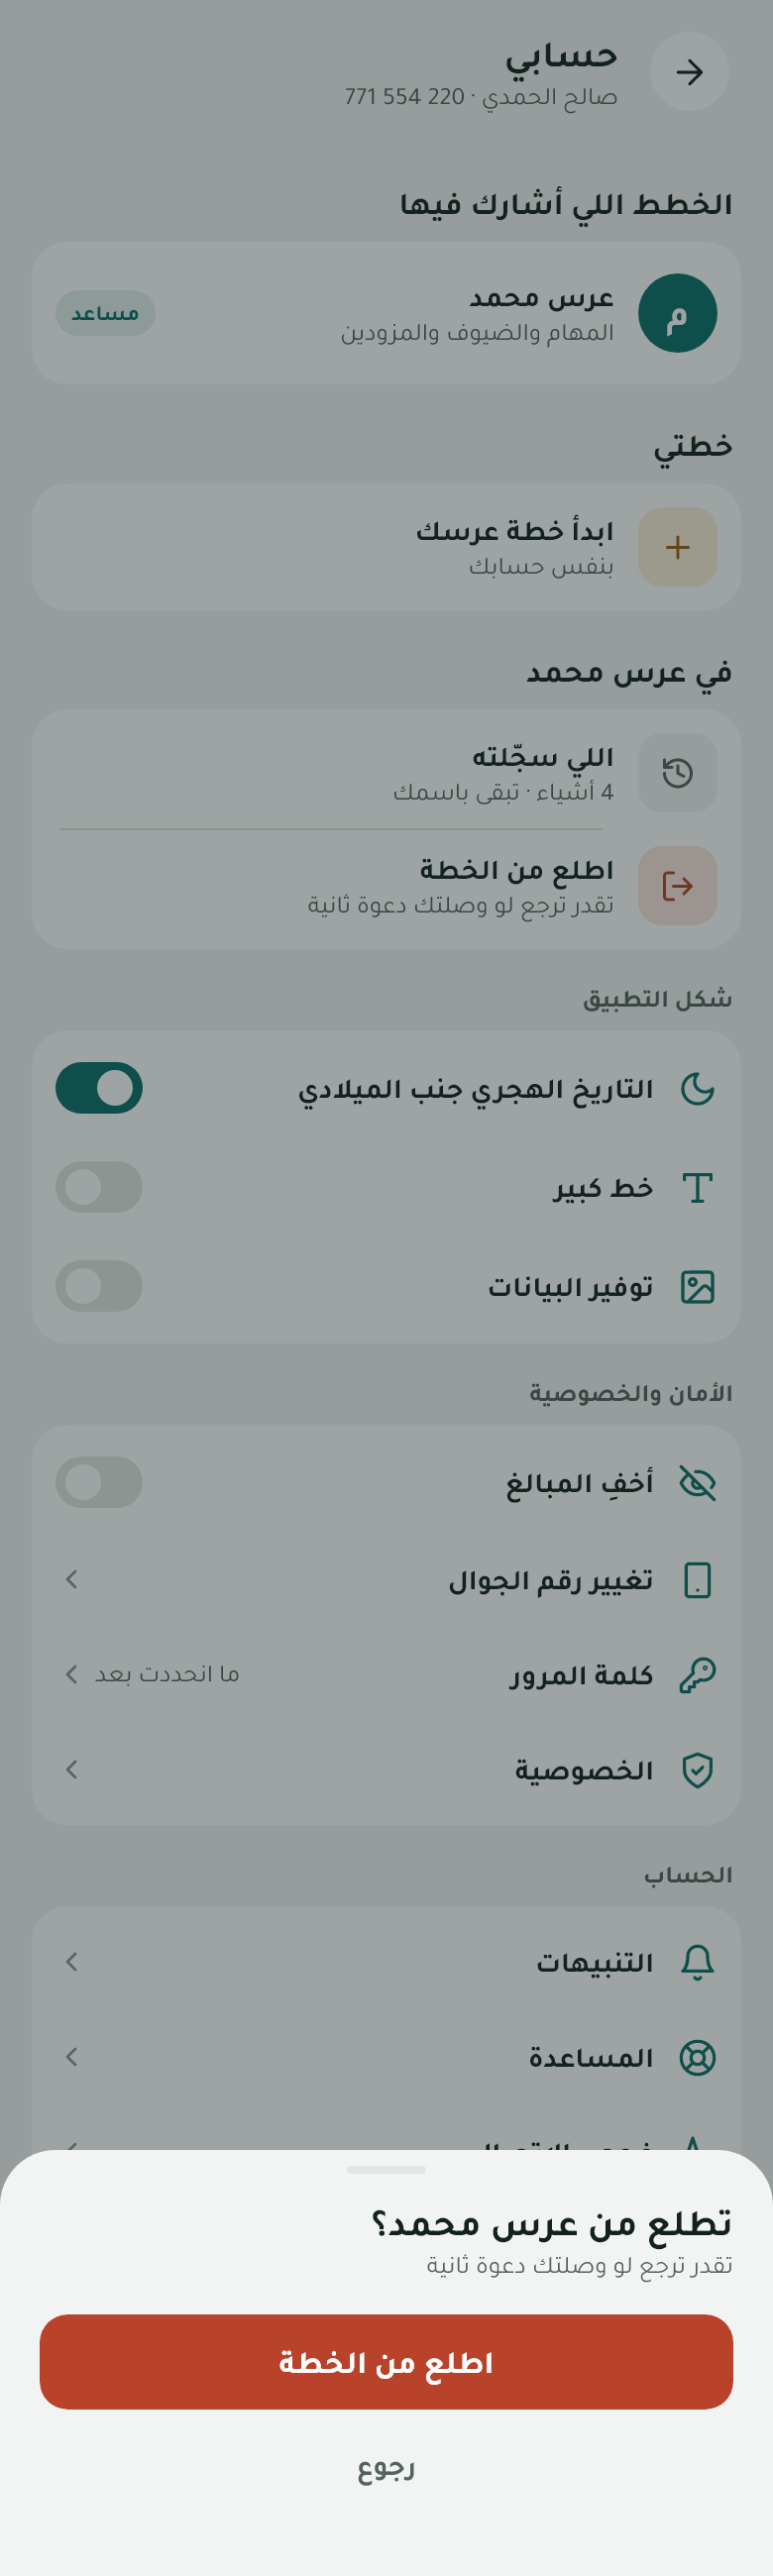 حسابي
صالح الحمدي · 220 554 771
الخطط اللي أشارك فيها
م
عرس محمد
مساعد
المهام والضيوف والمزودين
خطتي
ابدأ خطة عرسك
بنفس حسابك
في عرس محمد
اللي سجّلته
4 أشياء · تبقى باسمك
اطلع من الخطة
تقدر ترجع لو وصلتك دعوة ثانية
شكل التطبيق
التاريخ الهجري جنب الميلادي
خط كبير
توفير البيانات
الأمان والخصوصية
أخفِ المبالغ
تغيير رقم الجوال
كلمة المرور
ما انحددت بعد
الخصوصية
الحساب
التنبيهات
المساعدة
تطلع من عرس محمد؟
تقدر ترجع لو وصلتك دعوة ثانية
اطلع من الخطة
رجوع